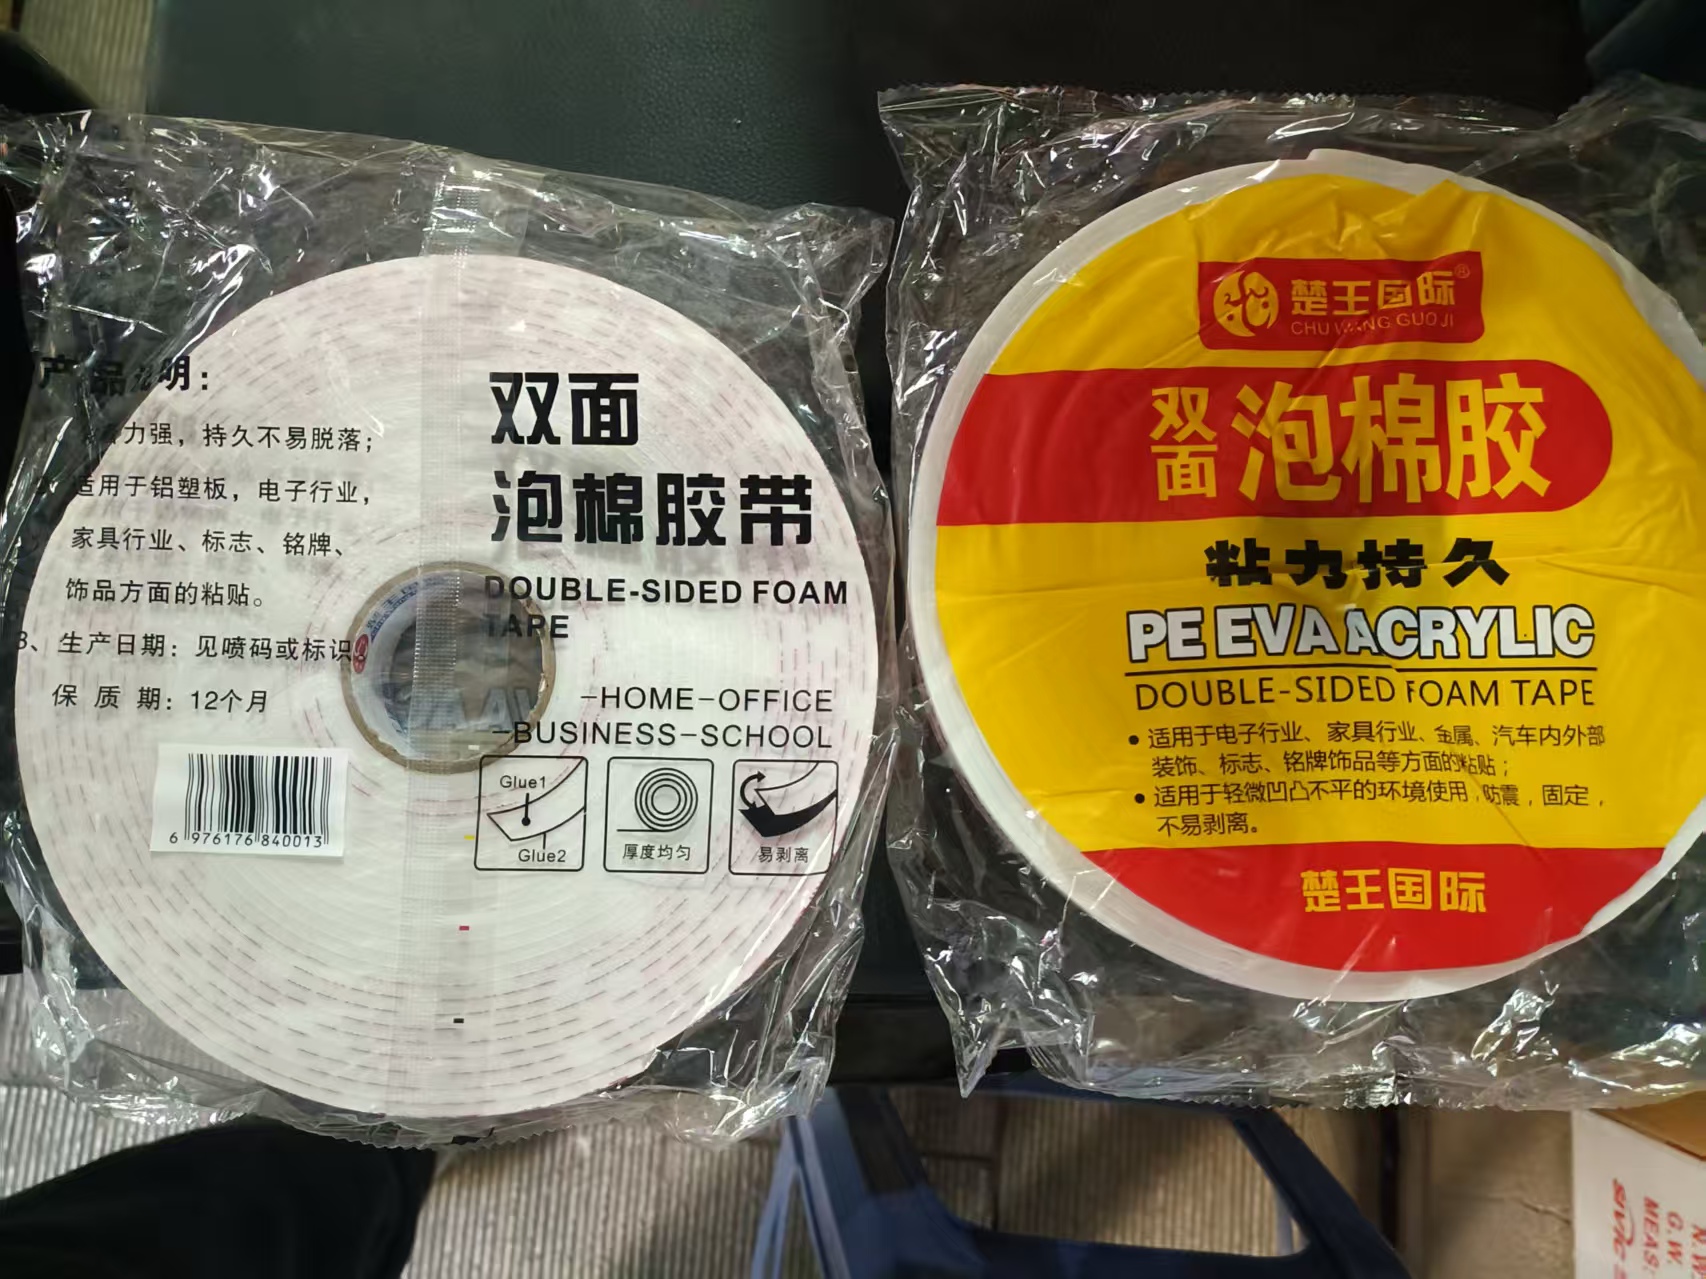 产品说明：
力强，持久不易脱落；
适用于铝塑板，电子行业，
家具行业、标志、铭牌、
饰品方面的粘贴。
3、生产日期：见喷码或标识
保 质 期：12个月
6 976176 840013
双面
泡棉胶带
DOUBLE-SIDED FOAM
TAPE
-HOME-OFFICE
-BUSINESS-SCHOOL
Glue1
Glue2
厚度均匀
易剥离
楚王国际®
CHU WANG GUO JI
双面泡棉胶
粘力持久
PE EVA ACRYLIC
DOUBLE-SIDED FOAM TAPE
● 适用于电子行业、家具行业、金属、汽车内外部
装饰、标志、铭牌饰品等方面的粘贴；
● 适用于轻微凹凸不平的环境使用，防震，固定，
不易剥离。
楚王国际
G.W.
MEAS